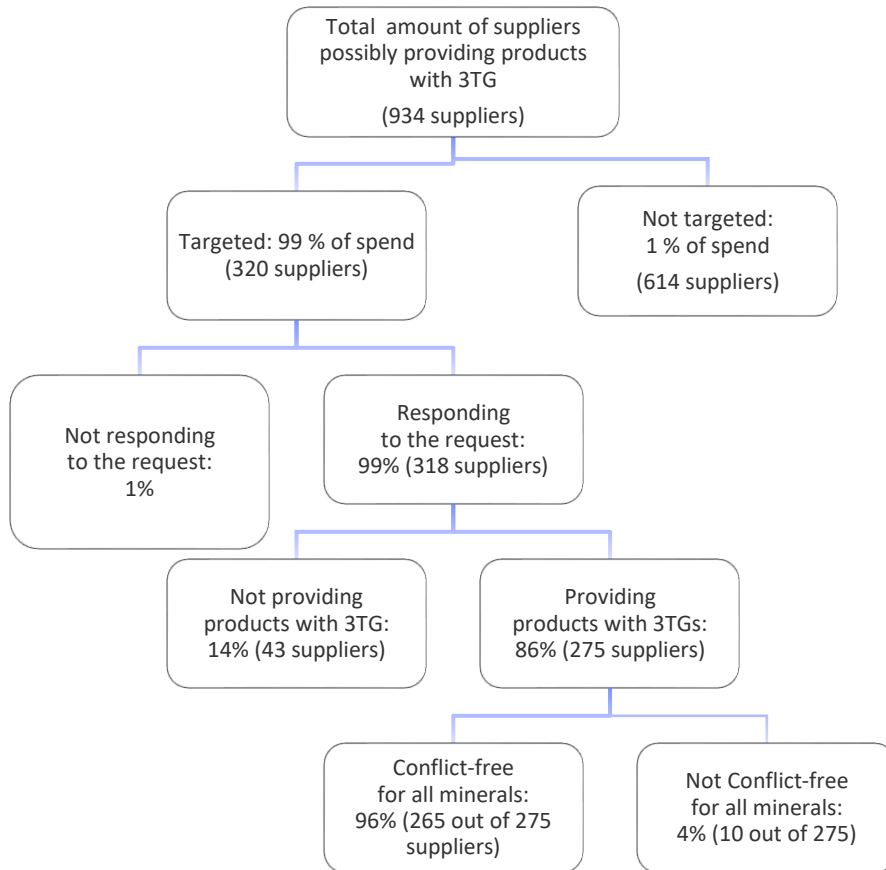 Total amount of suppliers
possibly providing products
with 3TG
(934 suppliers)
Targeted: 99 % of spend
(320 suppliers)
Not targeted:
1 % of spend
(614 suppliers)
Not responding
to the request:
1%
Responding
to the request:
99% (318 suppliers)
Not providing
products with 3TG:
14% (43 suppliers)
Providing
products with 3TGs:
86% (275 suppliers)
Conflict-free
for all minerals:
96% (265 out of 275
suppliers)
Not Conflict-free
for all minerals:
4% (10 out of 275)